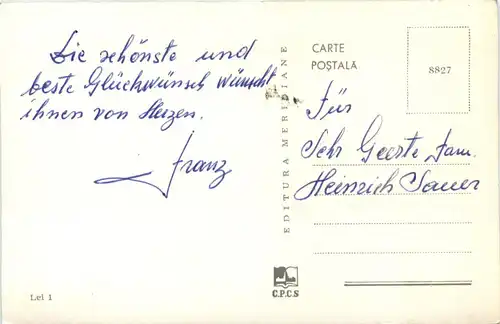 Die schönste und
beste Glückwünsch wünscht
ihnen von Herzen.
Franz
Lei 1
EDITURA MERIDIANE
CARTE
POȘTALĂ
8827
Für
Sehr Geerte Fam.
Heinrich Sauer
C.P.C.S